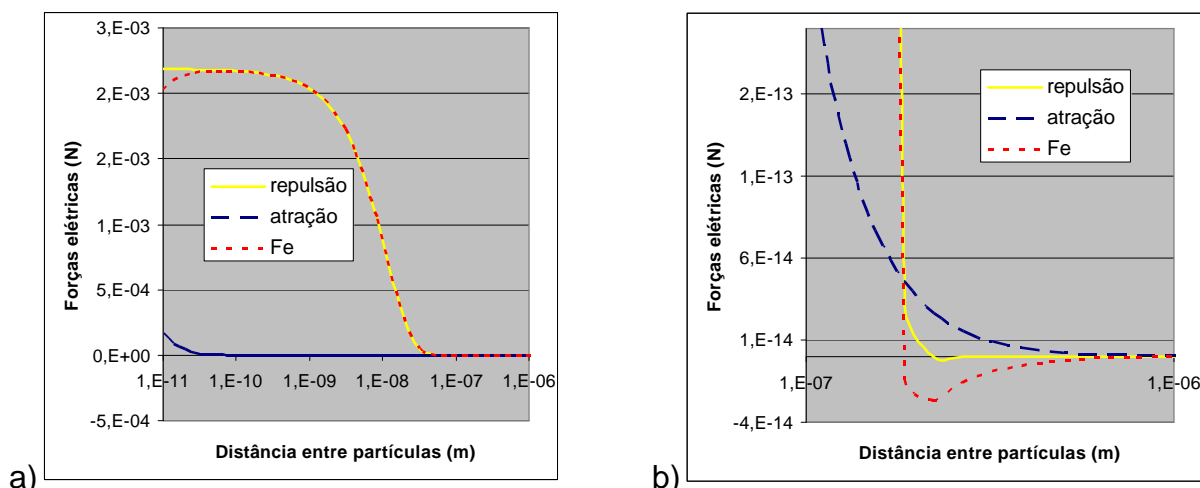 3,E-03
2,E-03
2,E-03
1,E-03
5,E-04
0,E+00
-5,E-04
1,E-11
1,E-10
1,E-09
1,E-08
1,E-07
1,E-06
Forças elétricas (N)
Distância entre partículas (m)
repulsão
atração
Fe
a)
2,E-13
1,E-13
6,E-14
1,E-14
-4,E-14
1,E-07
1,E-06
Forças elétricas (N)
Distância entre partículas (m)
repulsão
atração
Fe
b)